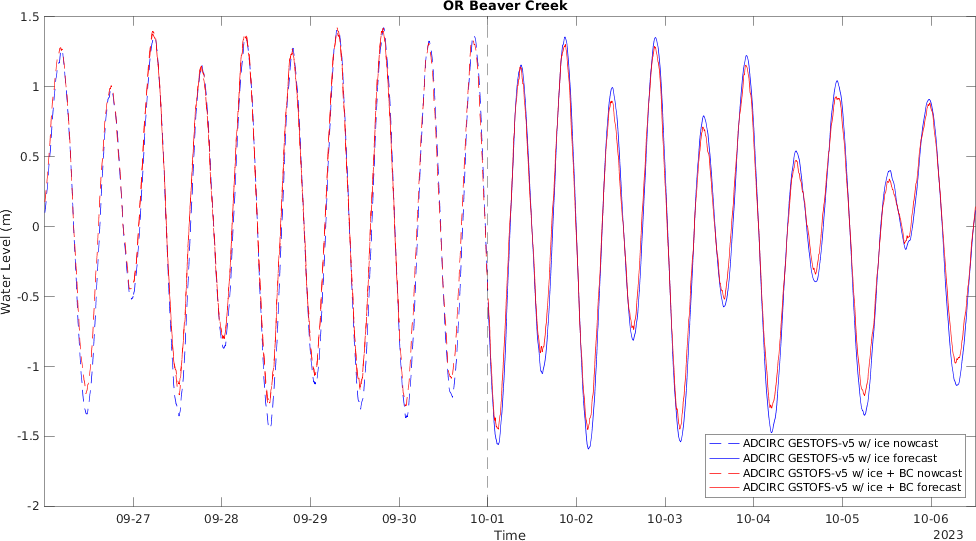 OR Beaver Creek
1.5
1
0.5
0
-0.5
-1
-1.5
-2
Water Level (m)
09-27 09-28 09-29 09-30 10-01 10-02 10-03 10-04 10-05 10-06
Time
2023
ADCIRC GESTOFS-v5 w/ ice nowcast
ADCIRC GESTOFS-v5 w/ ice forecast
ADCIRC GSTOFS-v5 w/ ice + BC nowcast
ADCIRC GSTOFS-v5 w/ ice + BC forecast